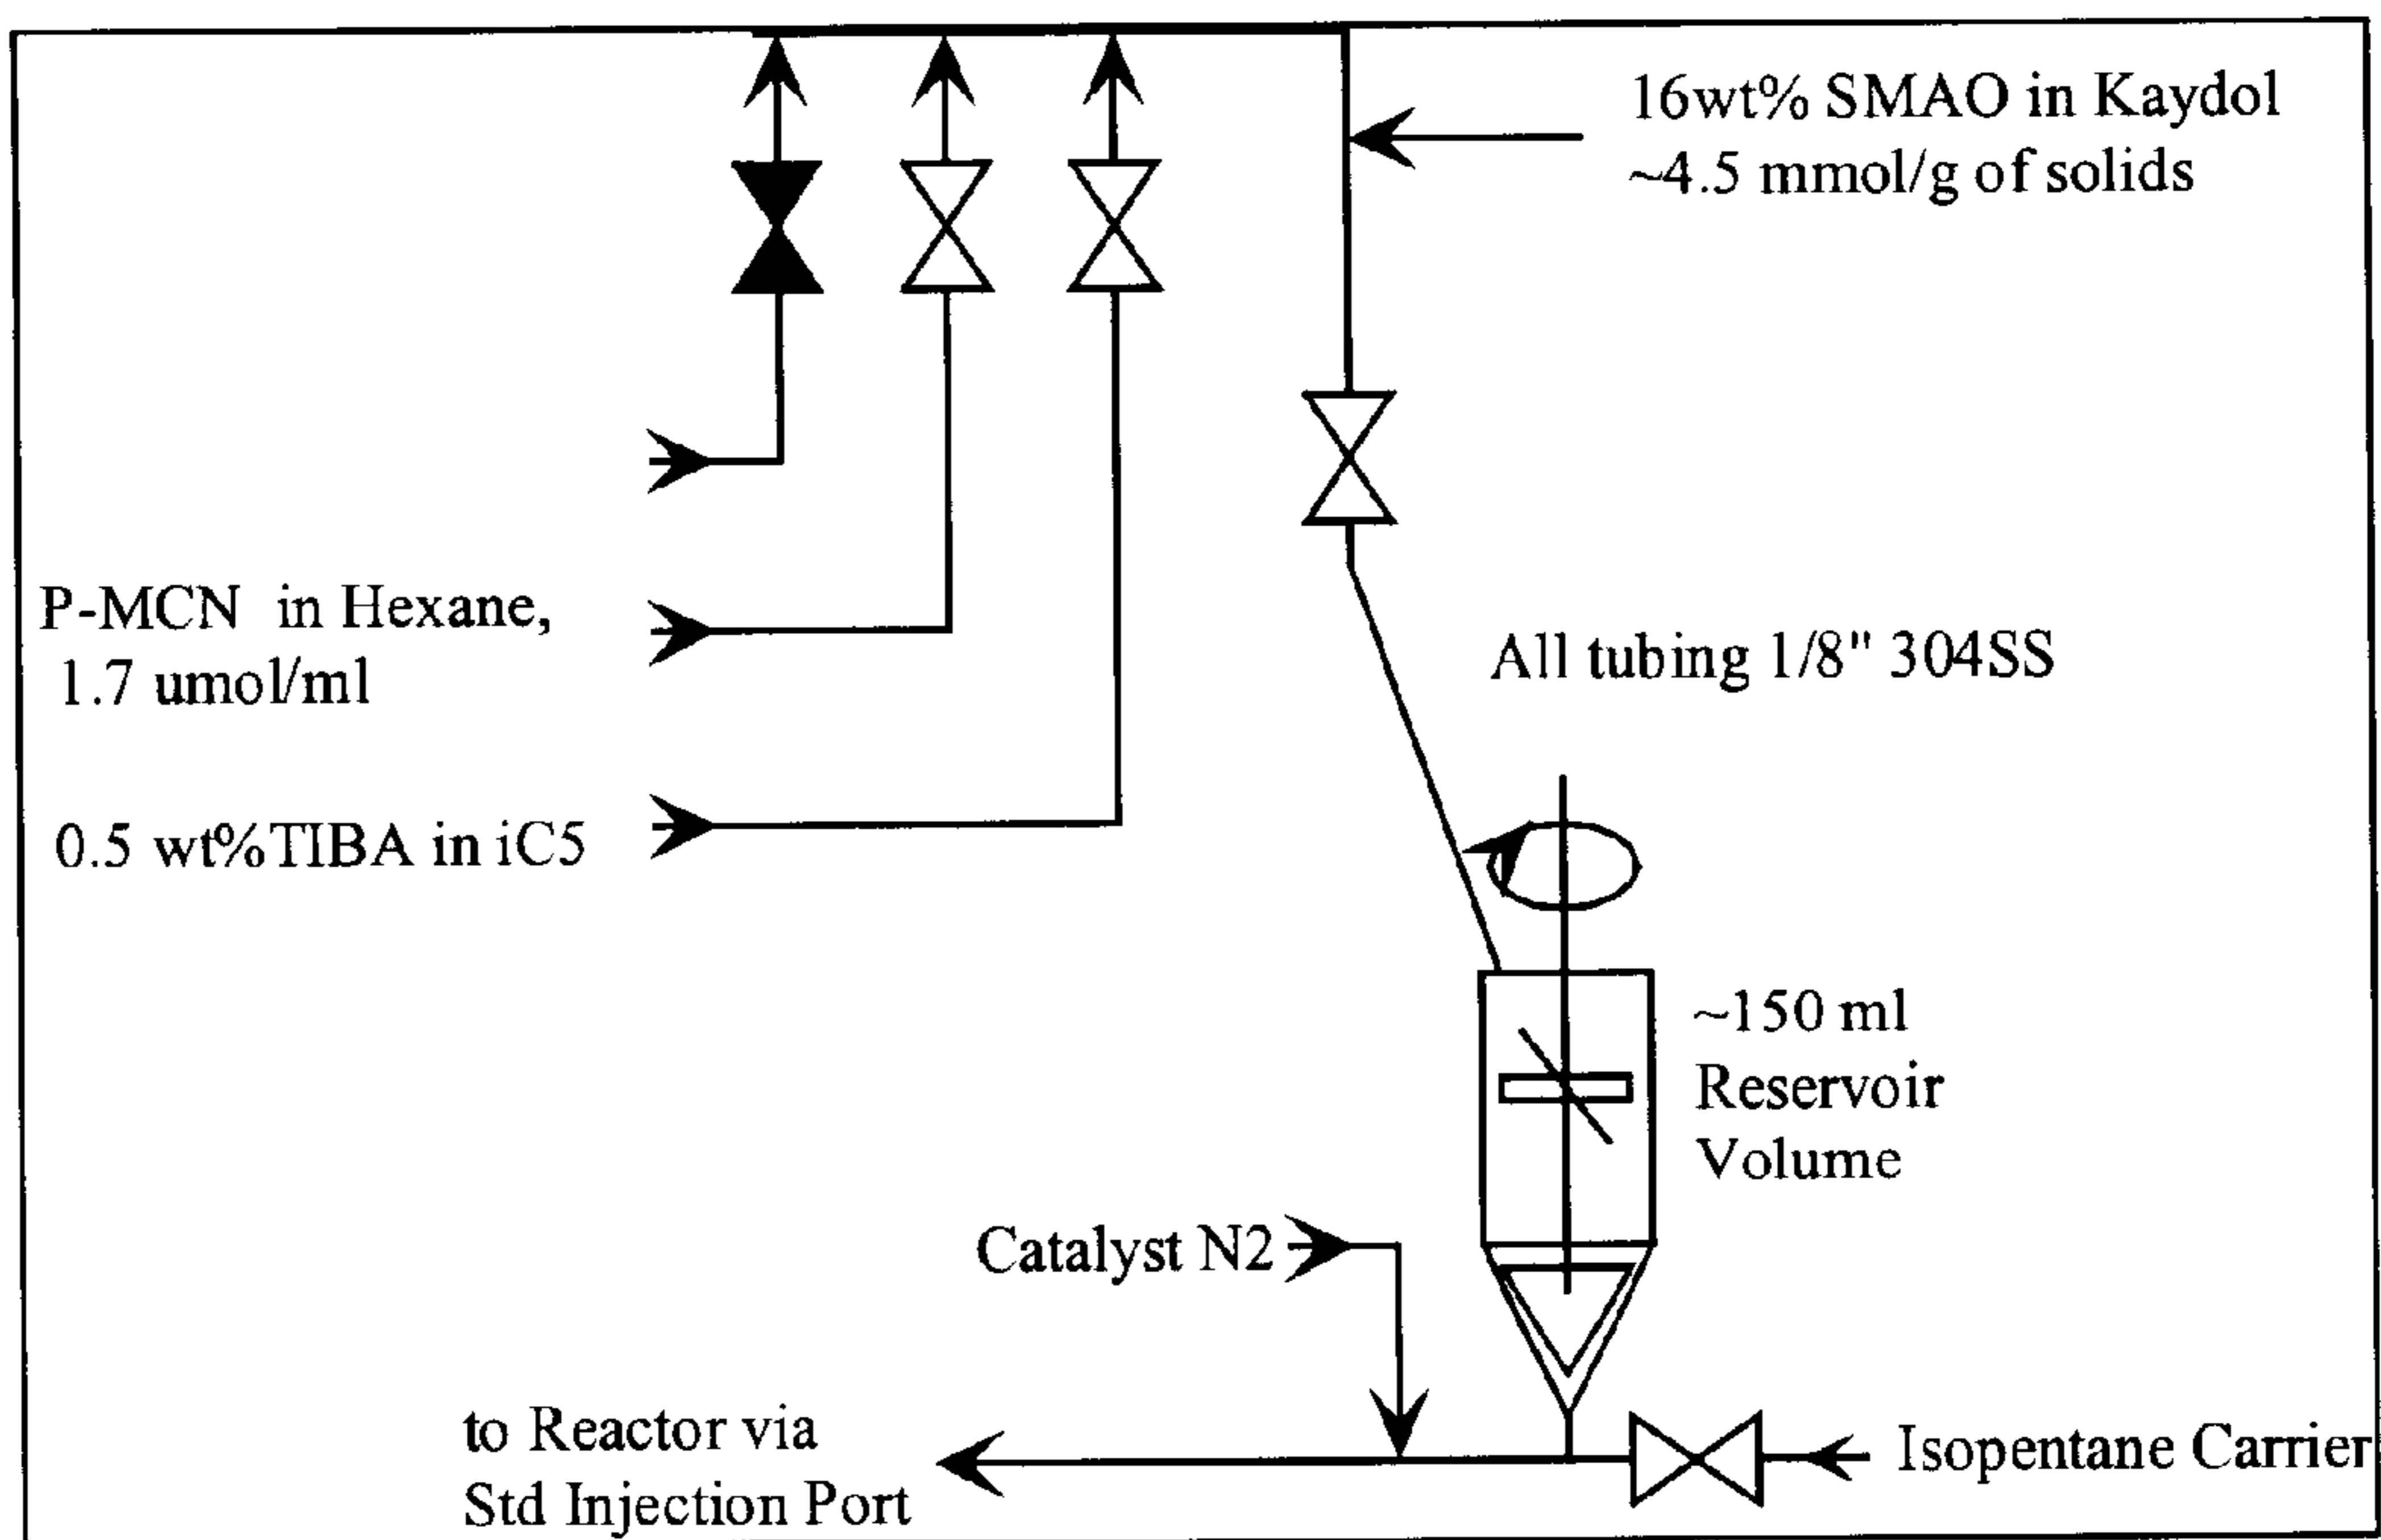 16wt% SMAO in Kaydol
~4.5 mmol/g of solids
P-MCN in Hexane,
1.7 umol/ml
All tubing 1/8" 304SS
0.5 wt%TIBA in iC5
~150 ml
Reservoir
Volume
Catalyst N2
to Reactor via
Std Injection Port
Isopentane Carrier